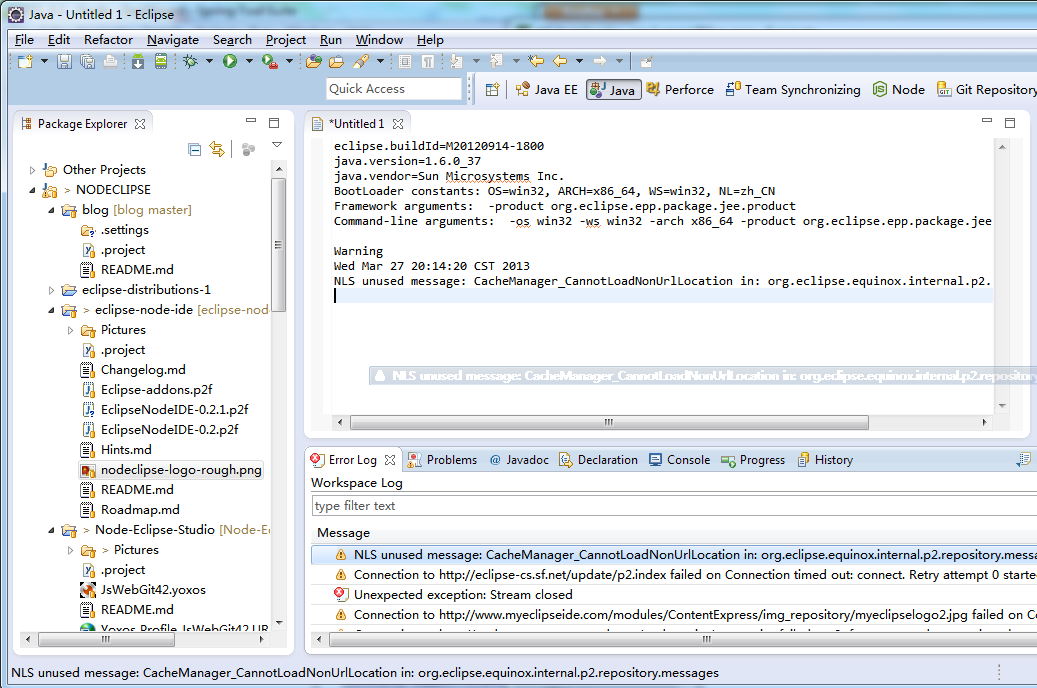 Java - Untitled 1 - Eclipse
File Edit Refactor Navigate Search Project Run Window Help
Quick Access
Java EE Java Perforce Team Synchronizing Node Git Repository
Package Explorer
Other Projects
> NODECLIPSE
blog [blog master]
.settings
.project
README.md
eclipse-distributions-1
> eclipse-node-ide [eclipse-nod
Pictures
.project
Changelog.md
Eclipse-addons.p2f
EclipseNodeIDE-0.2.1.p2f
EclipseNodeIDE-0.2.p2f
Hints.md
nodeclipse-logo-rough.png
README.md
Roadmap.md
> Node-Eclipse-Studio [Node-Ec
> Pictures
.project
JsWebGit42.yoxos
README.md
Yoxos Profile JsWebGit42.UR
*Untitled 1
eclipse.buildId=M20120914-1800
java.version=1.6.0_37
java.vendor=Sun Microsystems Inc.
BootLoader constants: OS=win32, ARCH=x86_64, WS=win32, NL=zh_CN
Framework arguments:  -product org.eclipse.epp.package.jee.product
Command-line arguments:  -os win32 -ws win32 -arch x86_64 -product org.eclipse.epp.package.jee
Warning
Wed Mar 27 20:14:20 CST 2013
NLS unused message: CacheManager_CannotLoadNonUrlLocation in: org.eclipse.equinox.internal.p2.
NLS unused message: CacheManager_CannotLoadNonUrlLocation in: org.eclipse.equinox.internal.p2.repository
Error Log Problems @ Javadoc Declaration Console Progress History
Workspace Log
type filter text
Message
NLS unused message: CacheManager_CannotLoadNonUrlLocation in: org.eclipse.equinox.internal.p2.repository.messa
Connection to http://eclipse-cs.sf.net/update/p2.index failed on Connection timed out: connect. Retry attempt 0 starte
Unexpected exception: Stream closed
Connection to http://www.myeclipseide.com/modules/ContentExpress/img_repository/myeclipselogo2.jpg failed on Co
NLS unused message: CacheManager_CannotLoadNonUrlLocation in: org.eclipse.equinox.internal.p2.repository.messages